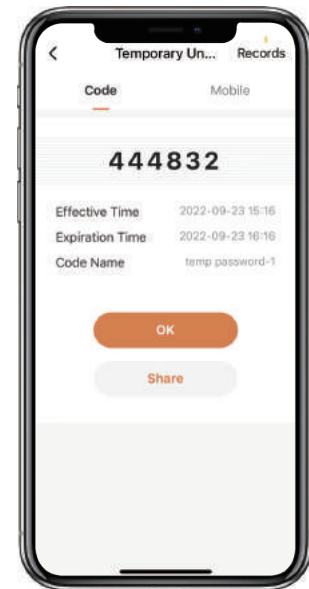 Temporary Un... Records
Code Mobile
444832
Effective Time 2022-09-23 15:16
Expiration Time 2022-09-23 16:16
Code Name temp password-1
OK
Share